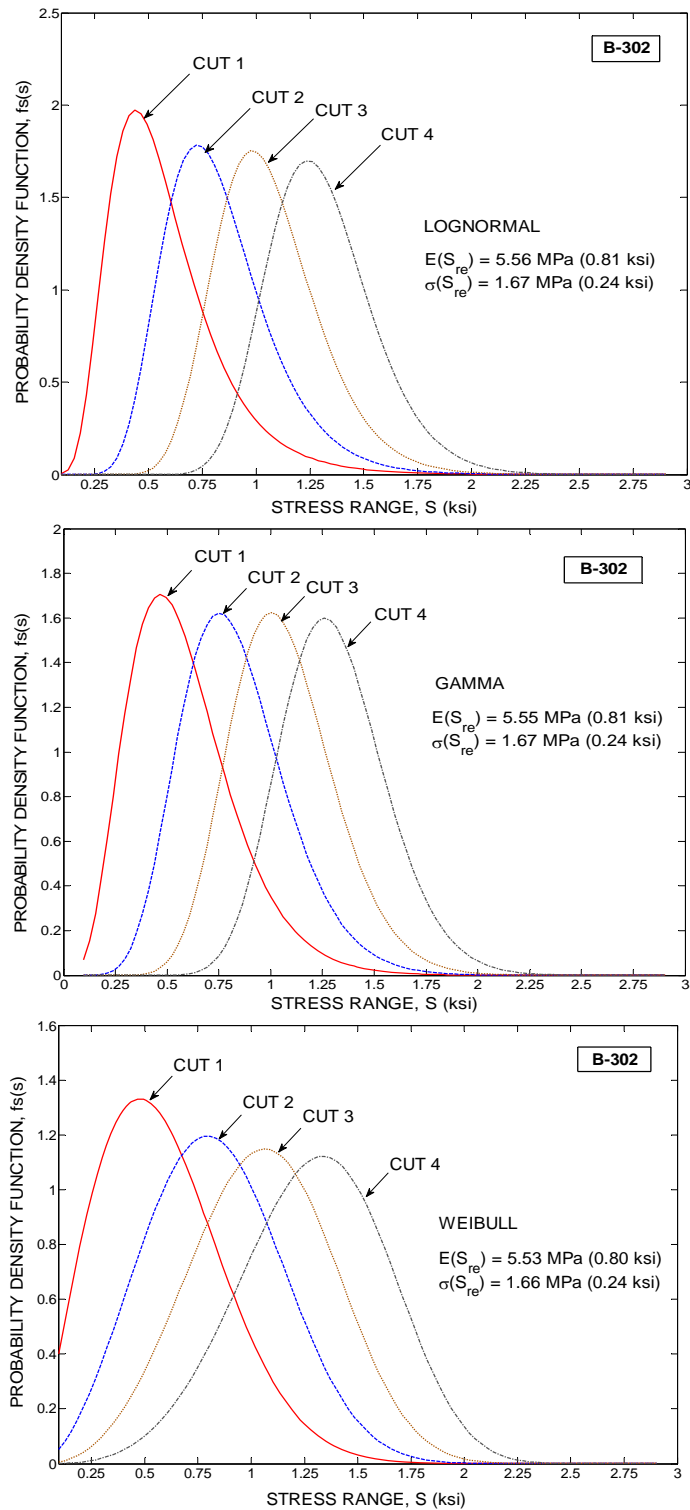 B-302
CUT 1
CUT 2
CUT 3
CUT 4
LOGNORMAL
E(Sre) = 5.56 MPa (0.81 ksi)
σ(Sre) = 1.67 MPa (0.24 ksi)
PROBABILITY DENSITY FUNCTION, fs(s)
2.5
2
1.5
1
0.5
0
0.25 0.5 0.75 1 1.25 1.5 1.75 2 2.25 2.5 2.75 3
STRESS RANGE, S (ksi)
B-302
CUT 1
CUT 2
CUT 3
CUT 4
GAMMA
E(Sre) = 5.55 MPa (0.81 ksi)
σ(Sre) = 1.67 MPa (0.24 ksi)
PROBABILITY DENSITY FUNCTION, fs(s)
2
1.8
1.6
1.4
1.2
1
0.8
0.6
0.4
0.2
0
0 0.25 0.5 0.75 1 1.25 1.5 1.75 2 2.25 2.5 2.75 3
STRESS RANGE, S (ksi)
B-302
CUT 1
CUT 2
CUT 3
CUT 4
WEIBULL
E(Sre) = 5.53 MPa (0.80 ksi)
σ(Sre) = 1.66 MPa (0.24 ksi)
PROBABILITY DENSITY FUNCTION, fs(s)
1.6
1.4
1.2
1
0.8
0.6
0.4
0.2
0
0.25 0.5 0.75 1 1.25 1.5 1.75 2 2.25 2.5 2.75 3
STRESS RANGE, S (ksi)